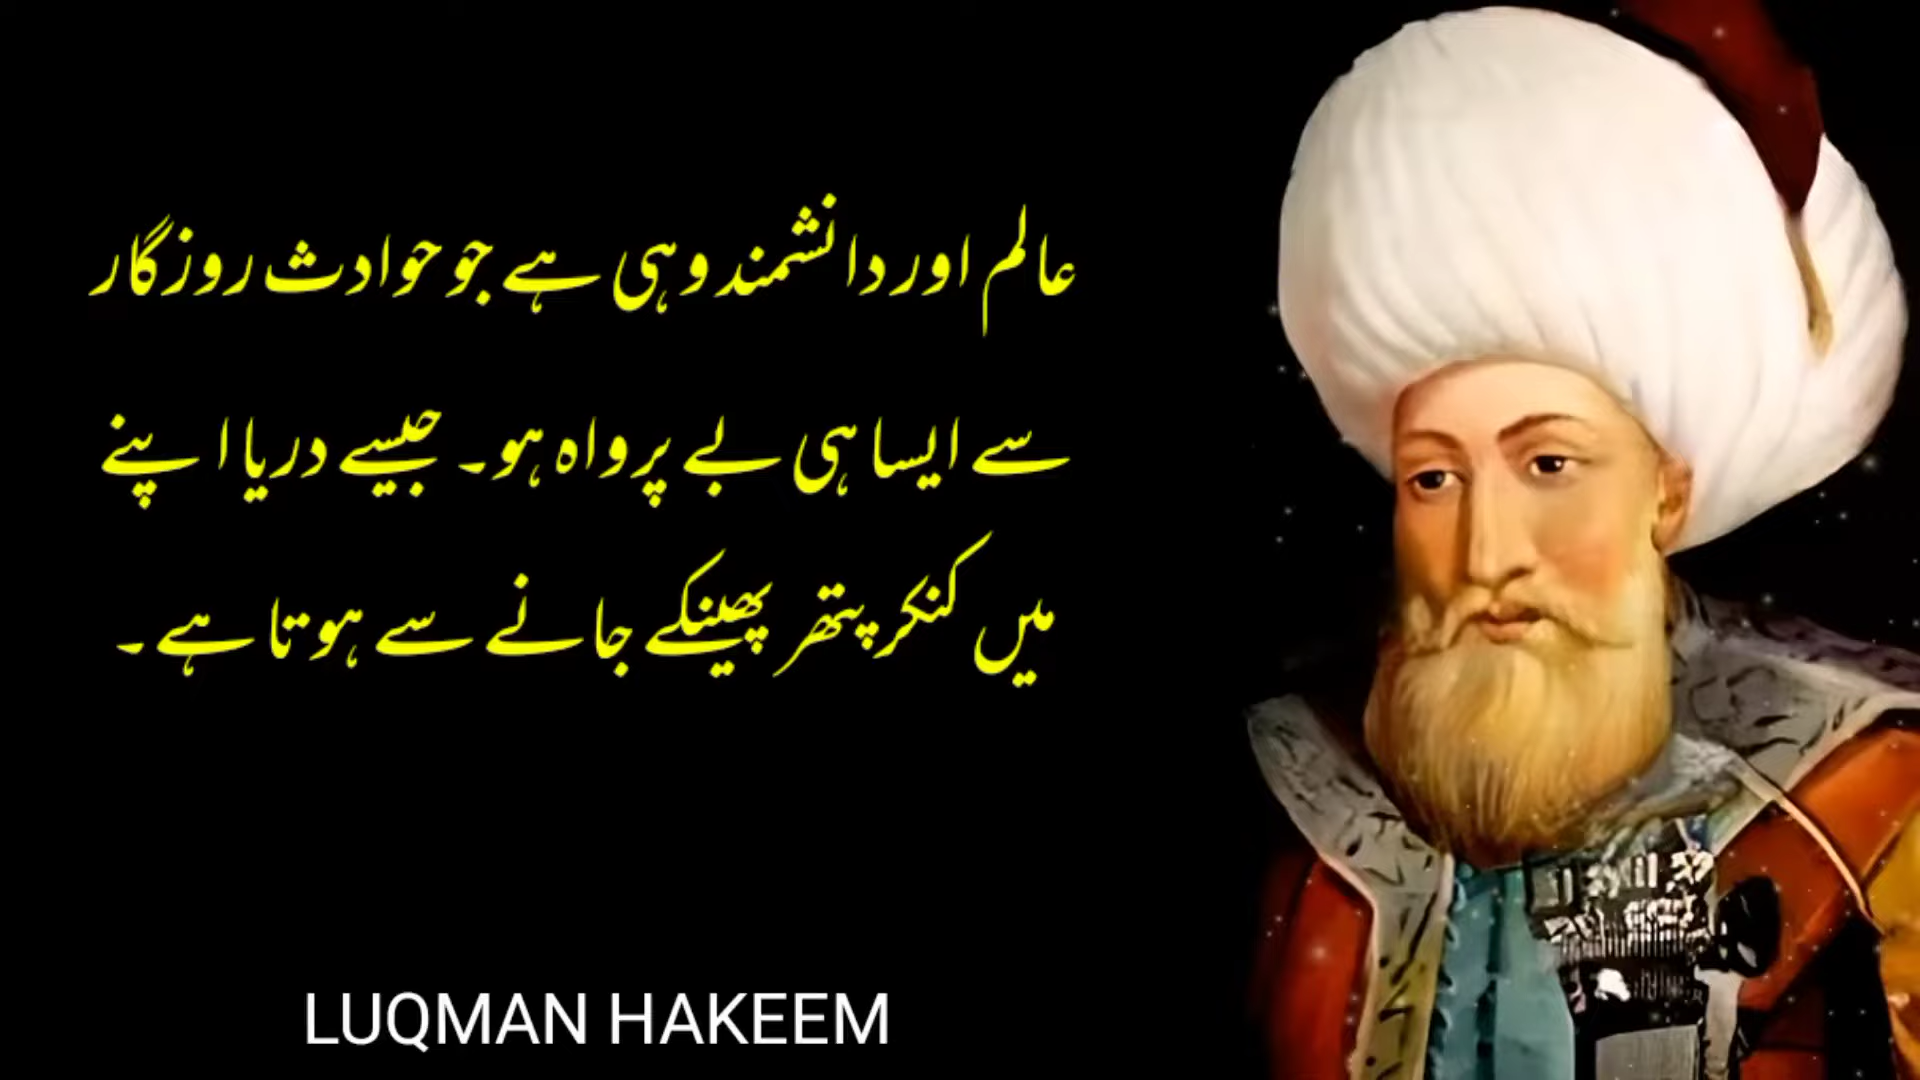 عالم اور دانشمند وہی ہے جو حوادث روزگار
سے ایسا ہی بے پرواہ ہو۔ جیسے دریا اپنے
میں کنکر پتھر پھینکے جانے سے ہوتا ہے۔
LUQMAN HAKEEM